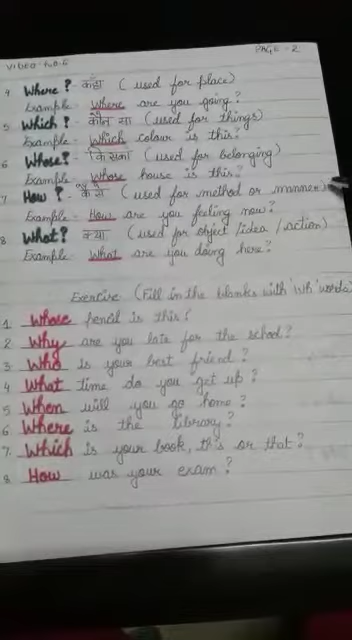 VIDEO No. 6
PAGE - 2
4 Where? - कहाँ (used for place)
Example - Where are you going?
5 Which? - कौन सा (used for things)
Example - Which colour is this?
6 Whose? - किसका (used for belonging)
Example - Whose house is this?
7 How? - कैसे (used for method or manner)
Example - How are you feeling now?
8 What? - क्या (used for object /idea /action)
Example - What are you doing here?
Exercise (Fill in the blanks with 'Wh' words)
1. Whose pencil is this?
2 Why are you late for the school?
3 Who is your best friend?
4 What time do you get up?
5 When will you go home?
6 Where is the library?
7. Which is your book, this or that?
8 How was your exam?